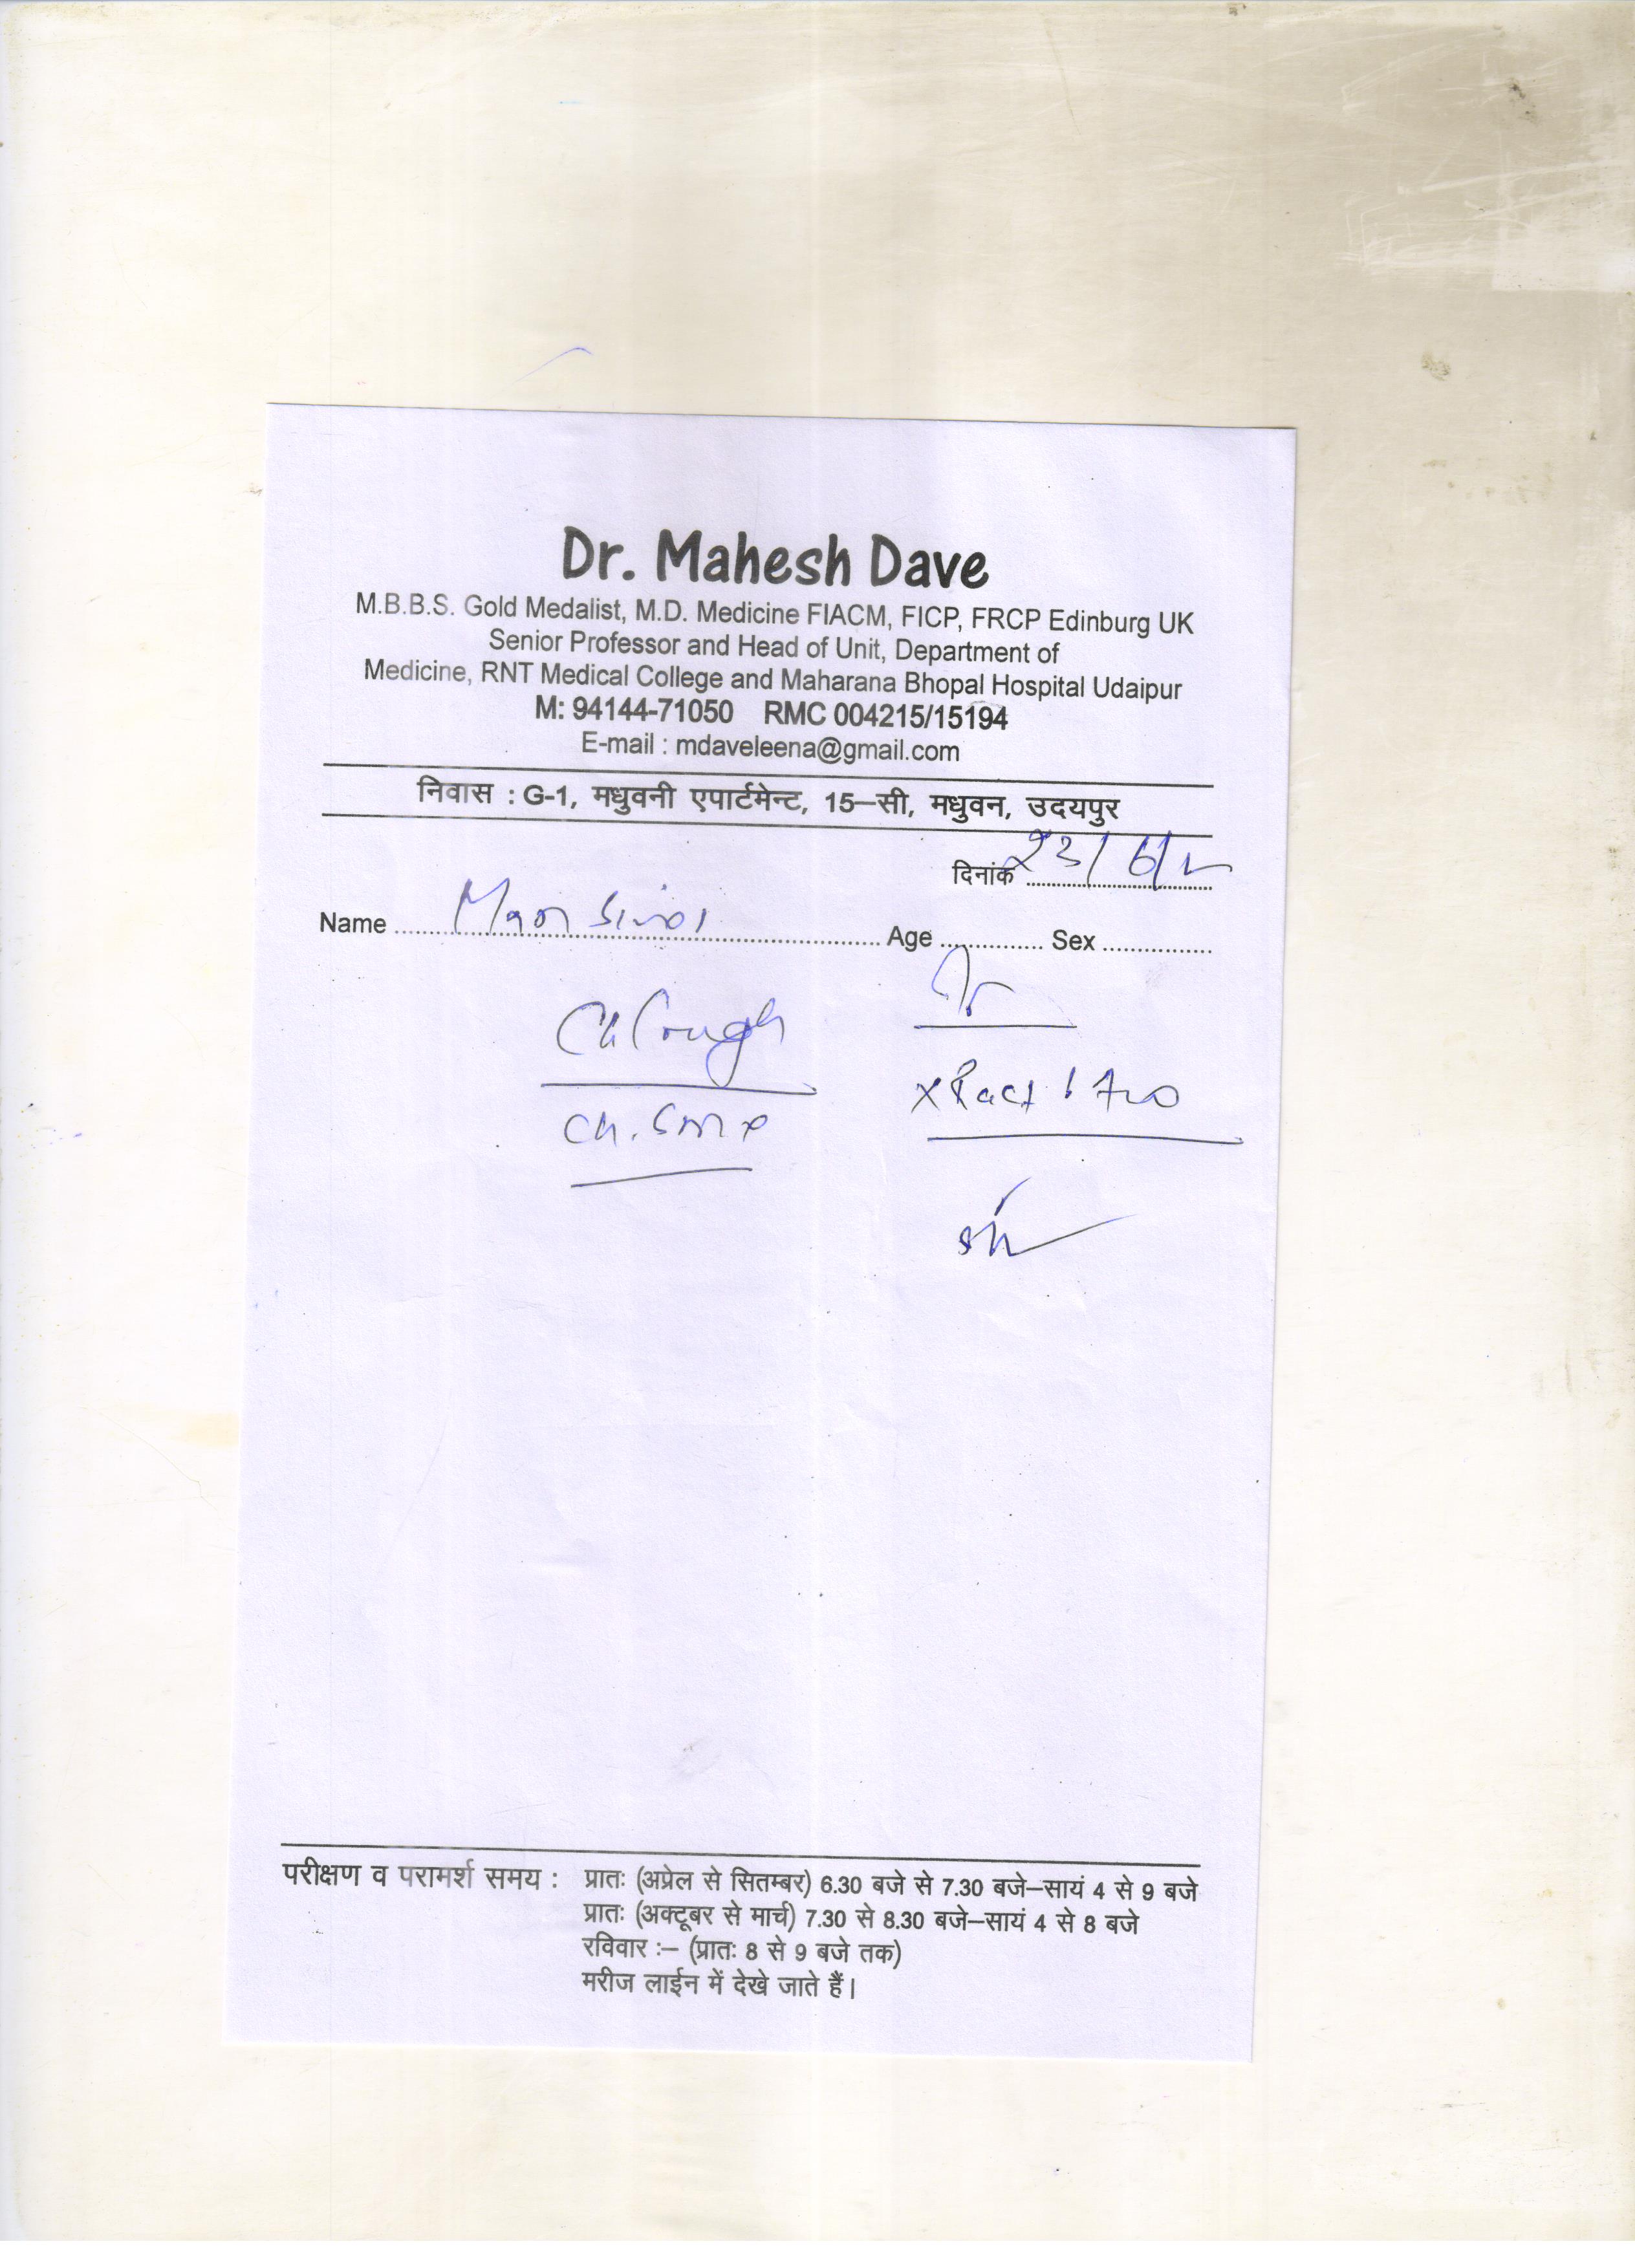 Dr. Mahesh Dave
M.B.B.S. Gold Medalist, M.D. Medicine FIACM, FICP, FRCP Edinburg UK
Senior Professor and Head of Unit, Department of
Medicine, RNT Medical College and Maharana Bhopal Hospital Udaipur
M: 94144-71050 RMC 004215/15194
E-mail : mdaveleena@gmail.com
निवास : G-1, मधुवनी एपार्टमेन्ट, 15–सी, मधुवन, उदयपुर
दिनांक 23/6/
Name Age Sex
Cough
Ch.
परीक्षण व परामर्श समय : प्रातः (अप्रेल से सितम्बर) 6.30 बजे से 7.30 बजे–सायं 4 से 9 बजे
प्रातः (अक्टूबर से मार्च) 7.30 से 8.30 बजे–सायं 4 से 8 बजे
रविवार :– (प्रातः 8 से 9 बजे तक)
मरीज लाईन में देखे जाते हैं।